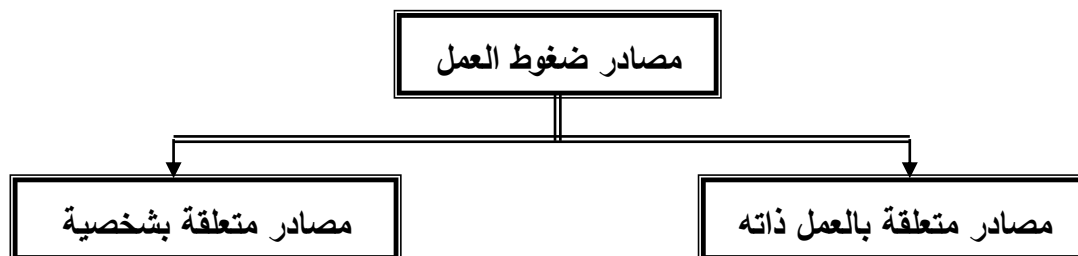 مصادر ضغوط العمل
مصادر متعلقة بالعمل ذاته
مصادر متعلقة بشخصية